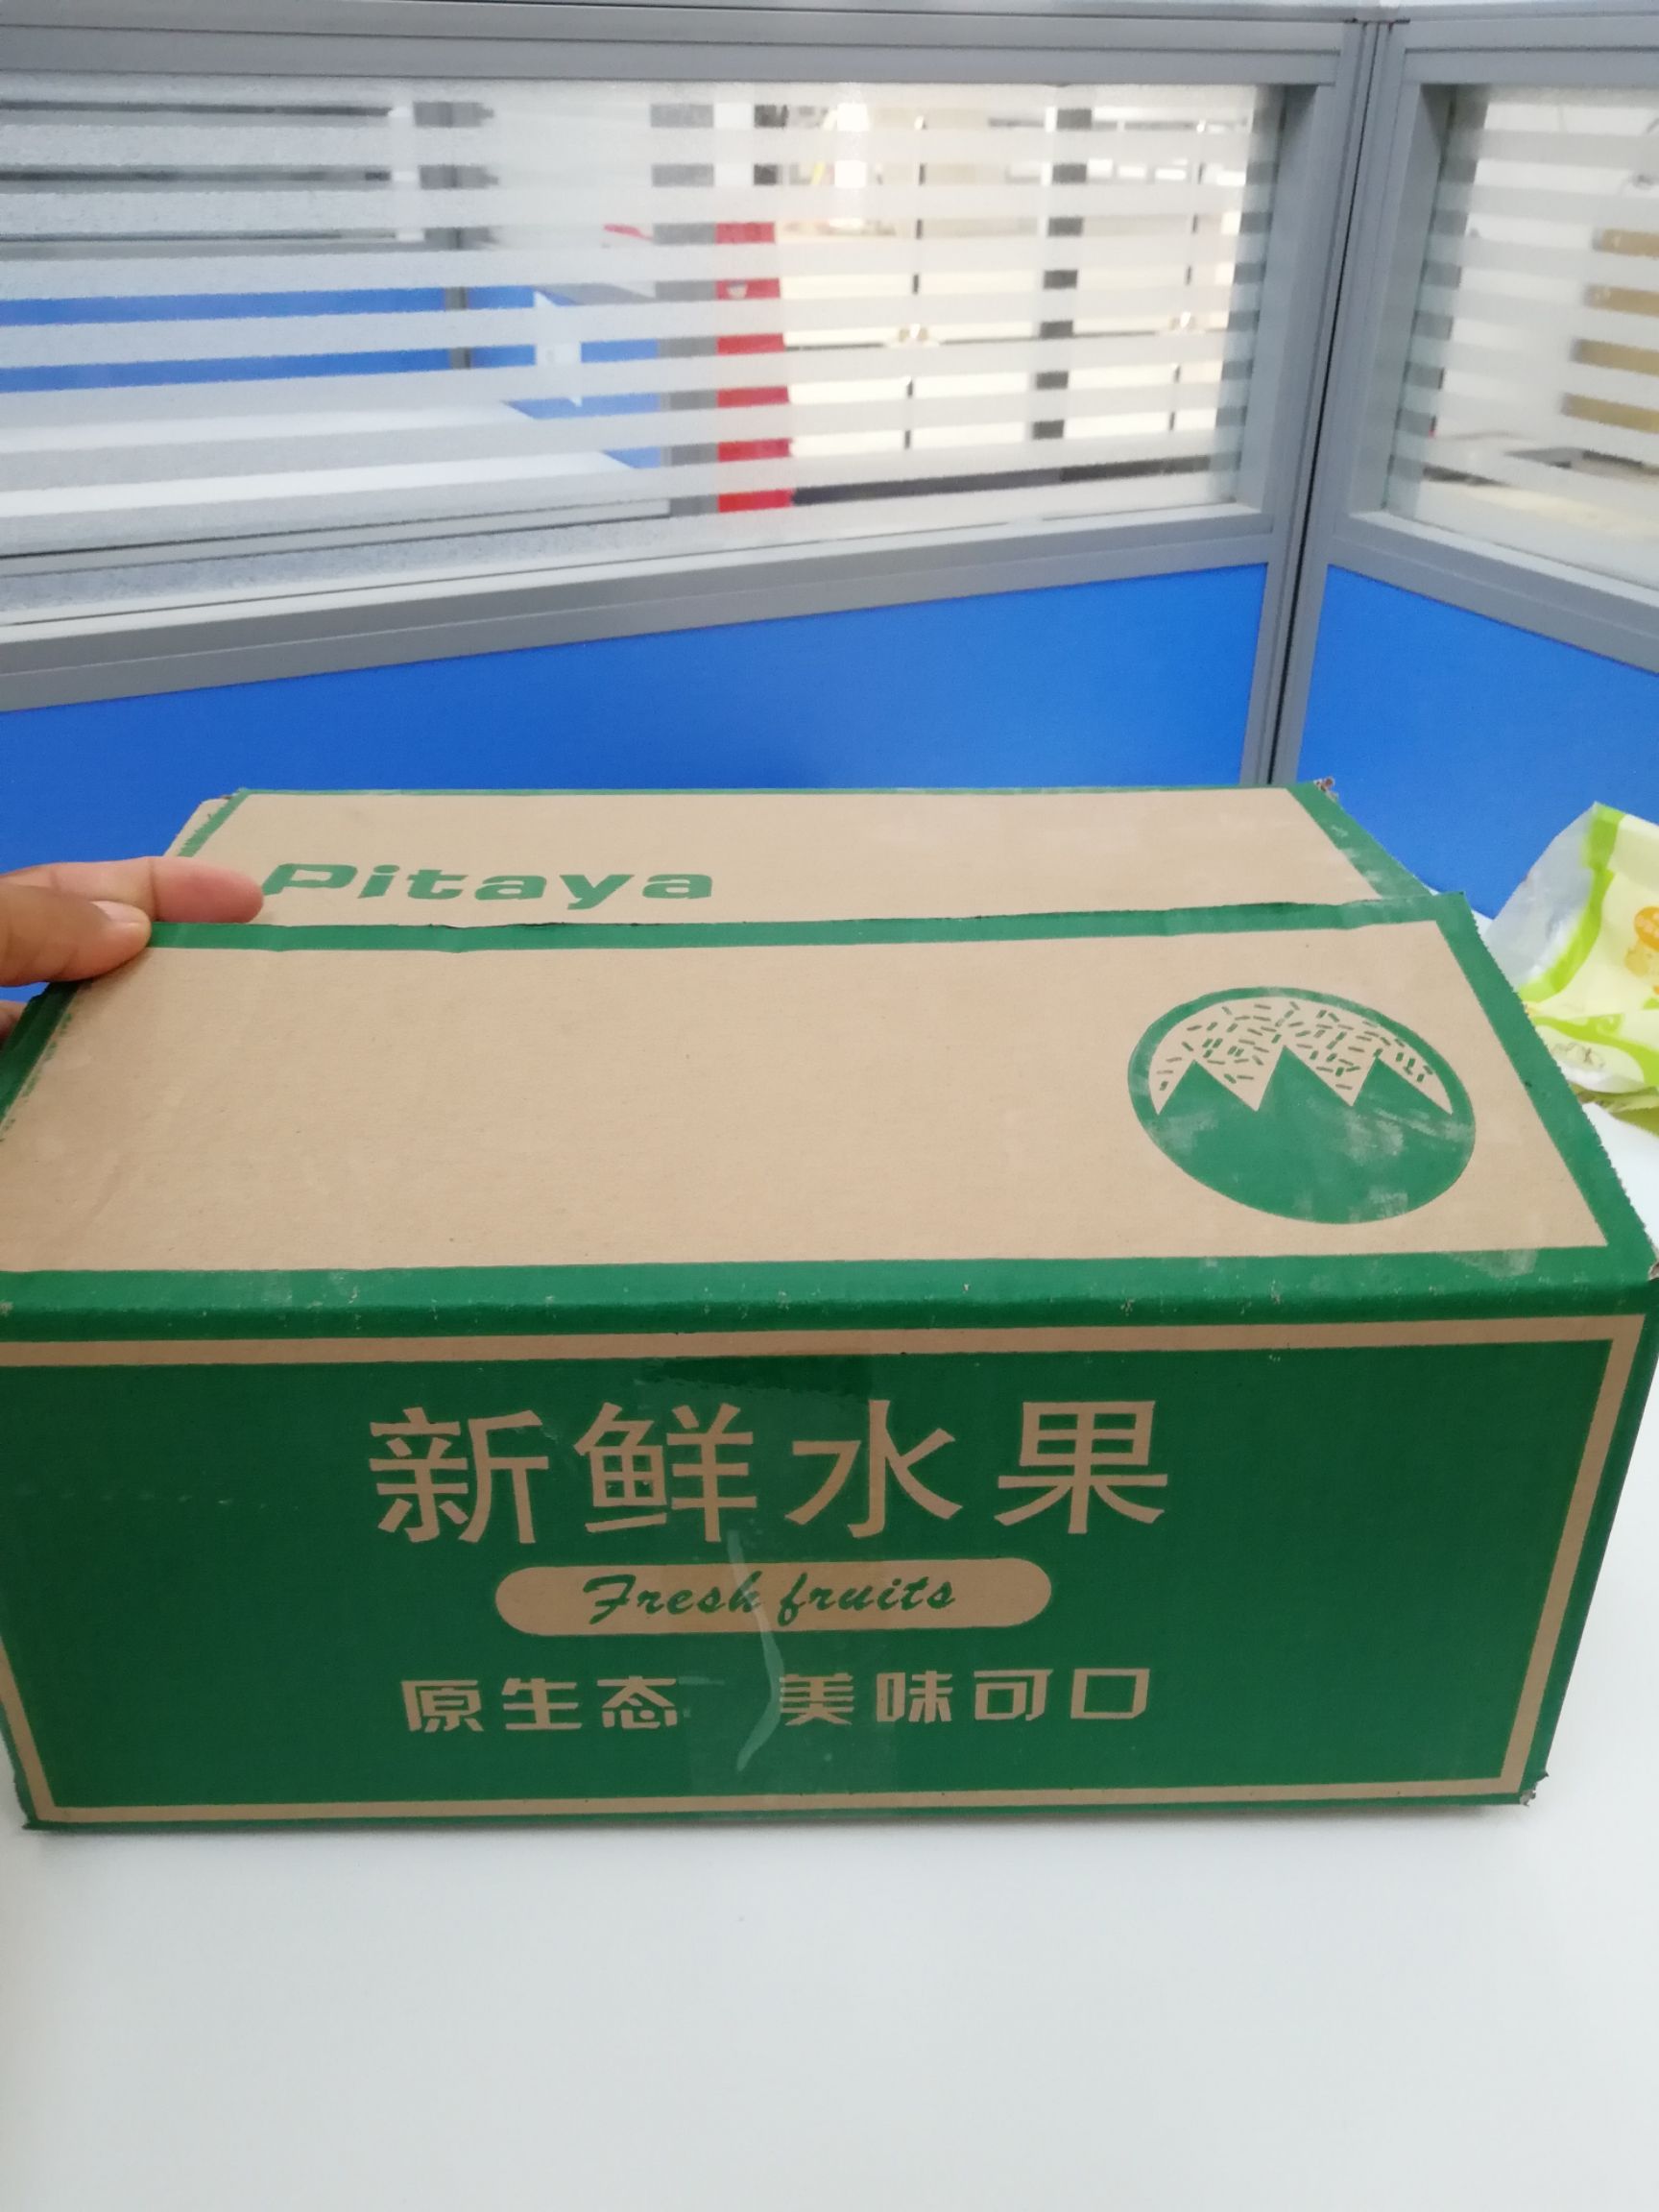 Pitaya
新鲜水果
Fresh fruits
原生态 美味可口